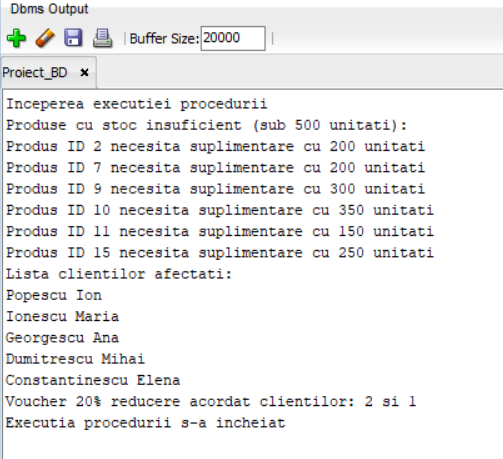 Dbms Output
Buffer Size: 20000
Proiect_BD
Inceperea executiei procedurii
Produse cu stoc insuficient (sub 500 unitati):
Produs ID 2 necesita suplimentare cu 200 unitati
Produs ID 7 necesita suplimentare cu 200 unitati
Produs ID 9 necesita suplimentare cu 300 unitati
Produs ID 10 necesita suplimentare cu 350 unitati
Produs ID 11 necesita suplimentare cu 150 unitati
Produs ID 15 necesita suplimentare cu 250 unitati
Lista clientilor afectati:
Popescu Ion
Ionescu Maria
Georgescu Ana
Dumitrescu Mihai
Constantinescu Elena
Voucher 20% reducere acordat clientilor: 2 si 1
Executia procedurii s-a incheiat